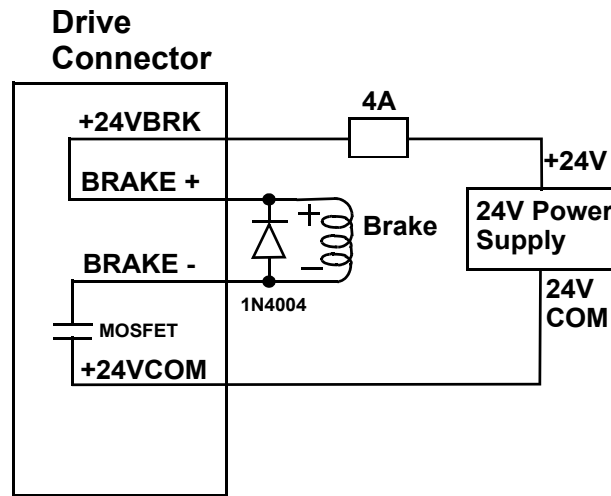 Drive
Connector
+24VBRK
4A
+24V
BRAKE +
+
Brake
24V Power
Supply
BRAKE -
–
1N4004
24V
COM
MOSFET
+24VCOM